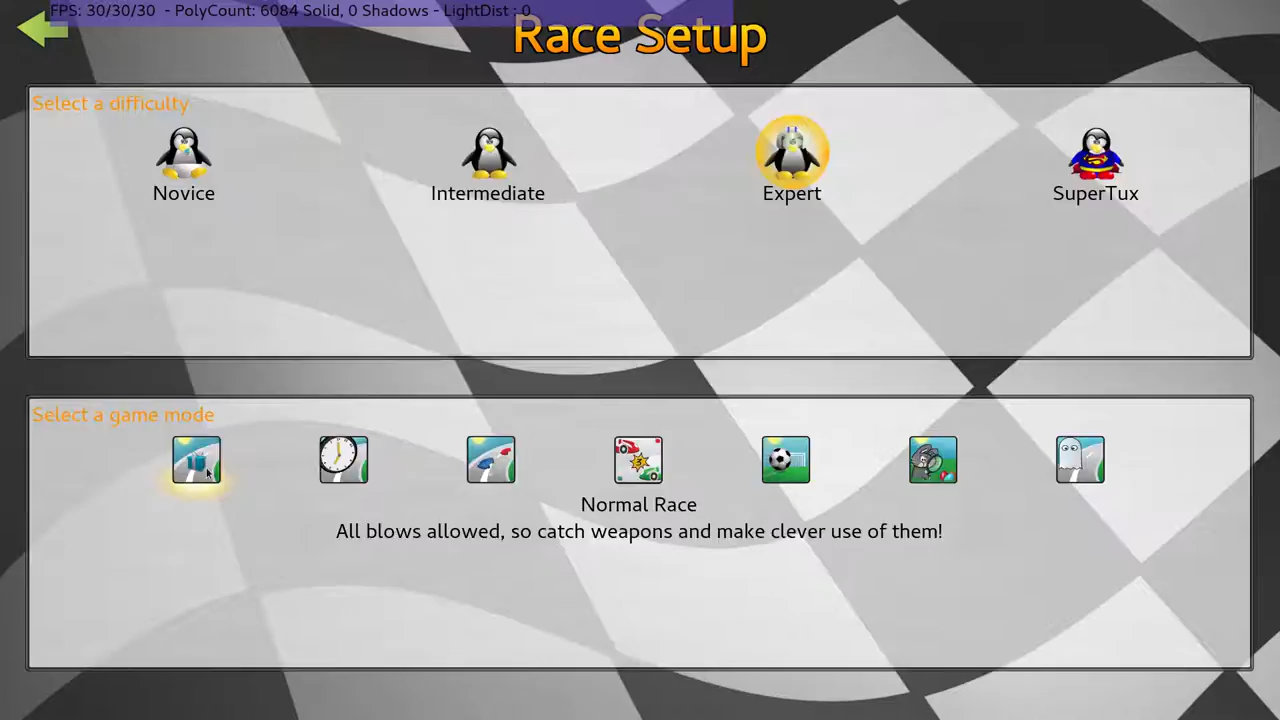 FPS: 30/30/30 - PolyCount: 6084 Solid, 0 Shadows - LightDist : 0
Race Setup
Select a difficulty
Novice
Intermediate
Expert
SuperTux
Select a game mode
Normal Race
All blows allowed, so catch weapons and make clever use of them!